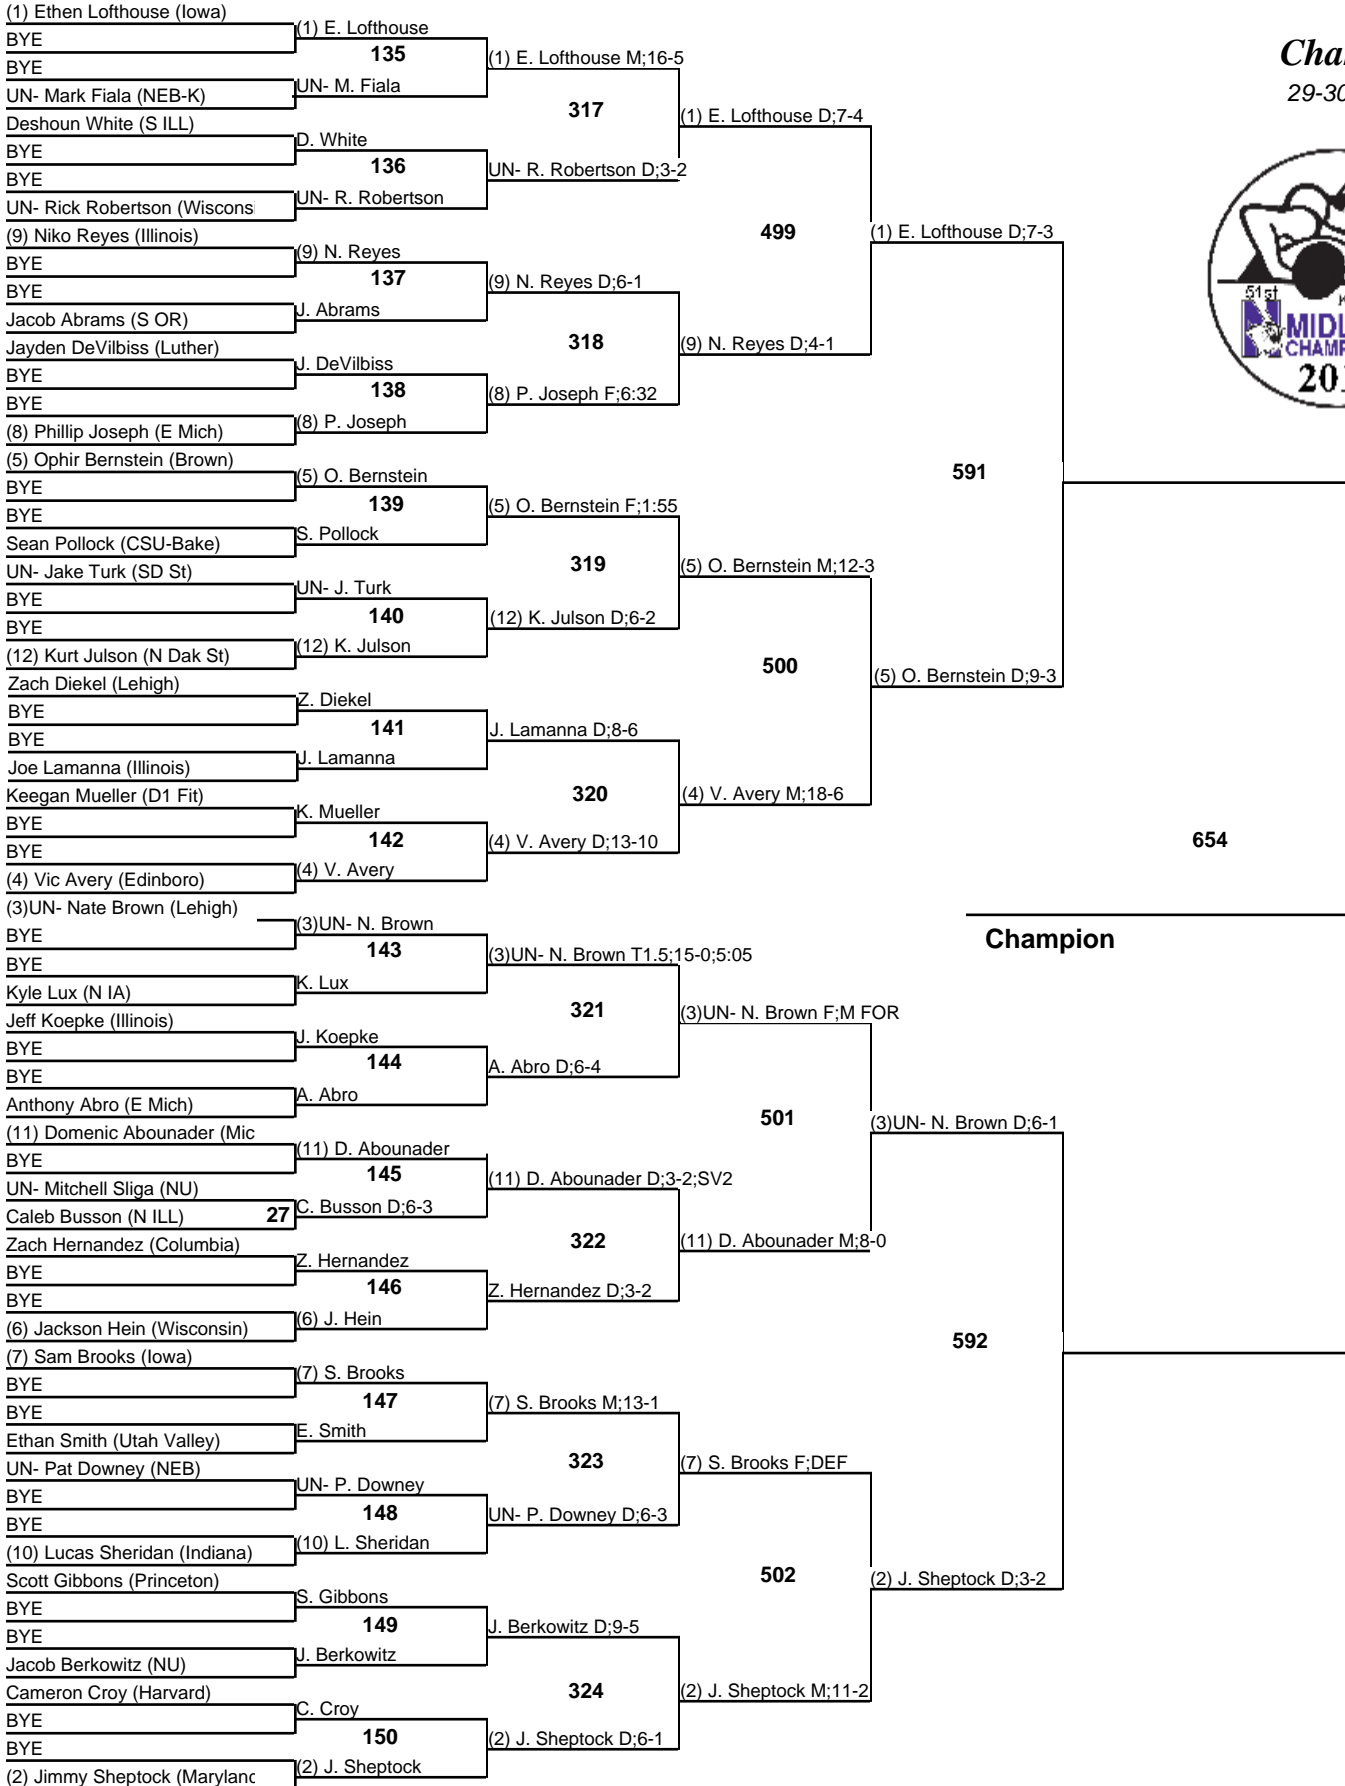 (1) Ethen Lofthouse (Iowa)
BYE
BYE
UN- Mark Fiala (NEB-K)
Deshoun White (S ILL)
BYE
BYE
UN- Rick Robertson (Wisconsi
(9) Niko Reyes (Illinois)
BYE
BYE
Jacob Abrams (S OR)
Jayden DeVilbiss (Luther)
BYE
BYE
(8) Phillip Joseph (E Mich)
(5) Ophir Bernstein (Brown)
BYE
BYE
Sean Pollock (CSU-Bake)
UN- Jake Turk (SD St)
BYE
BYE
(12) Kurt Julson (N Dak St)
Zach Diekel (Lehigh)
BYE
BYE
Joe Lamanna (Illinois)
Keegan Mueller (D1 Fit)
BYE
BYE
(4) Vic Avery (Edinboro)
(3)UN- Nate Brown (Lehigh)
BYE
BYE
Kyle Lux (N IA)
Jeff Koepke (Illinois)
BYE
BYE
Anthony Abro (E Mich)
(11) Domenic Abounader (Mic
BYE
UN- Mitchell Sliga (NU)
Caleb Busson (N ILL) 27
Zach Hernandez (Columbia)
BYE
BYE
(6) Jackson Hein (Wisconsin)
(7) Sam Brooks (Iowa)
BYE
BYE
Ethan Smith (Utah Valley)
UN- Pat Downey (NEB)
BYE
BYE
(10) Lucas Sheridan (Indiana)
Scott Gibbons (Princeton)
BYE
BYE
Jacob Berkowitz (NU)
Cameron Croy (Harvard)
BYE
BYE
(2) Jimmy Sheptock (Maryland
(1) E. Lofthouse
135
UN- M. Fiala
D. White
136
UN- R. Robertson
(9) N. Reyes
137
J. Abrams
J. DeVilbiss
138
(8) P. Joseph
(5) O. Bernstein
139
S. Pollock
UN- J. Turk
140
(12) K. Julson
Z. Diekel
141
J. Lamanna
K. Mueller
142
(4) V. Avery
(3)UN- N. Brown
143
K. Lux
J. Koepke
144
A. Abro
(11) D. Abounader
145
C. Busson D;6-3
Z. Hernandez
146
(6) J. Hein
(7) S. Brooks
147
E. Smith
UN- P. Downey
148
(10) L. Sheridan
S. Gibbons
149
J. Berkowitz
C. Croy
150
(2) J. Sheptock
(1) E. Lofthouse M;16-5
317
UN- R. Robertson D;3-2
(9) N. Reyes D;6-1
318
(8) P. Joseph F;6:32
(5) O. Bernstein F;1:55
319
(12) K. Julson D;6-2
J. Lamanna D;8-6
320
(4) V. Avery D;13-10
(3)UN- N. Brown T1.5;15-0;5:05
321
A. Abro D;6-4
(11) D. Abounader D;3-2;SV2
322
Z. Hernandez D;3-2
(7) S. Brooks M;13-1
323
UN- P. Downey D;6-3
J. Berkowitz D;9-5
324
(2) J. Sheptock D;6-1
(1) E. Lofthouse D;7-4
499
(9) N. Reyes D;4-1
(5) O. Bernstein M;12-3
500
(4) V. Avery M;18-6
(3)UN- N. Brown F;M FOR
501
(11) D. Abounader M;8-0
(7) S. Brooks F;DEF
502
(2) J. Sheptock M;11-2
(1) E. Lofthouse D;7-3
591
(5) O. Bernstein D;9-3
(3)UN- N. Brown D;6-1
592
(2) J. Sheptock D;3-2
654
Champion
Cha
29-30
51st
N
MIDL
CHAMP
201